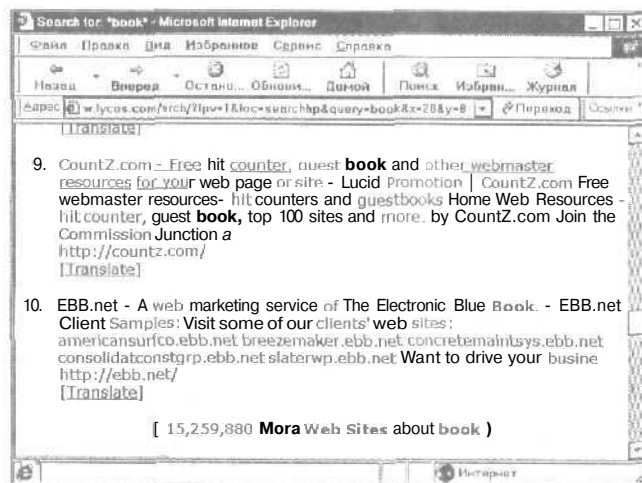 Search for: "book" - Microsoft Internet Explorer
Файл Правка Вид Избранное Сервис Справка
Назад Вперед Остано... Обнови... Домой Поиск Избран... Журнал
Адрес w.lycos.com/srch/?lpv=1&loc=searchhp&query=book&x=28&y=8 Переход Ссылки
[Translate]
9. CountZ.com - Free hit counter, guest book and other webmaster
resources for your web page or site - Lucid Promotion | CountZ.com Free
webmaster resources- hit counters and guestbooks Home Web Resources -
hit counter, guest book, top 100 sites and more. by CountZ.com Join the
Commission Junction a
http://countz.com/
[Translate]
10. EBB.net - A web marketing service of The Electronic Blue Book. - EBB.net
Client Samples: Visit some of our clients' web sites:
americansurfco.ebb.net breezemaker.ebb.net concretemaintsys.ebb.net
consolidatconstgrp.ebb.net slaterwp.ebb.net Want to drive your busine
http://ebb.net/
[Translate]
[ 15,259,880 Mora Web Sites about book )
Интернет